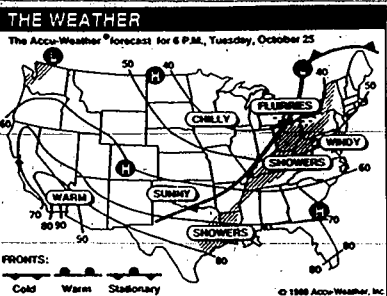 THE WEATHER
The Accu-Weather® forecast for 6 P.M., Tuesday, October 25
L
H
L
50
40
40
50
60
CHILLY
FLURRIES
WINDY
SHOWERS
60
H
WARM
SUNNY
H
70
70
80
90
50
SHOWERS
80
80
80
FRONTS:
Cold
Warm
Stationary
© 1988 Accu-Weather, Inc.